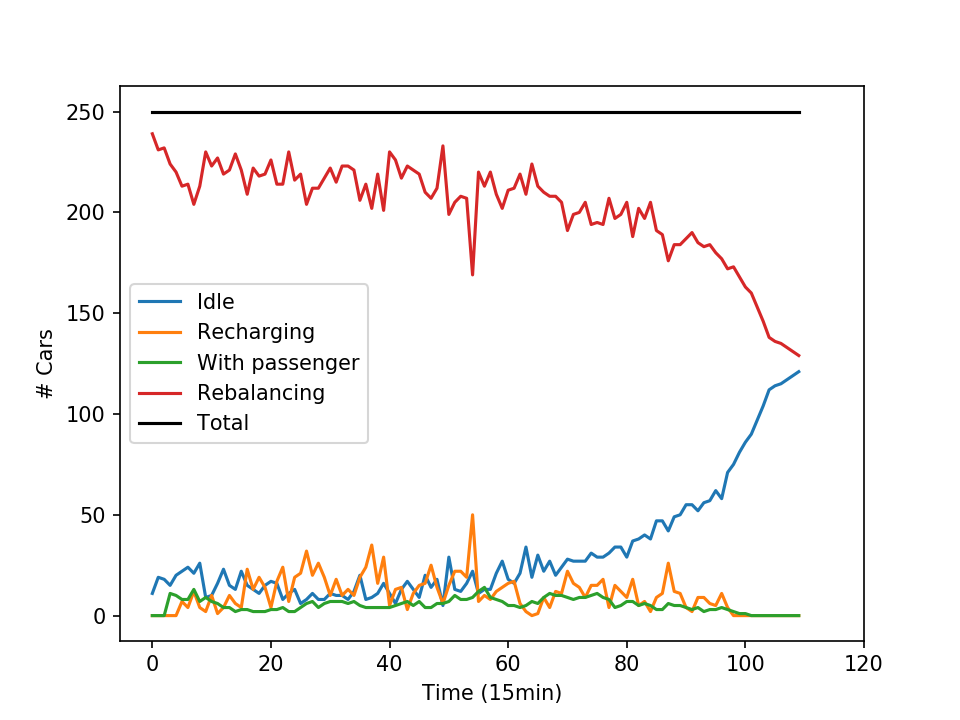 250
200
150
100
50
0
# Cars
Idle
Recharging
With passenger
Rebalancing
Total
0 20 40 60 80 100 120
Time (15min)